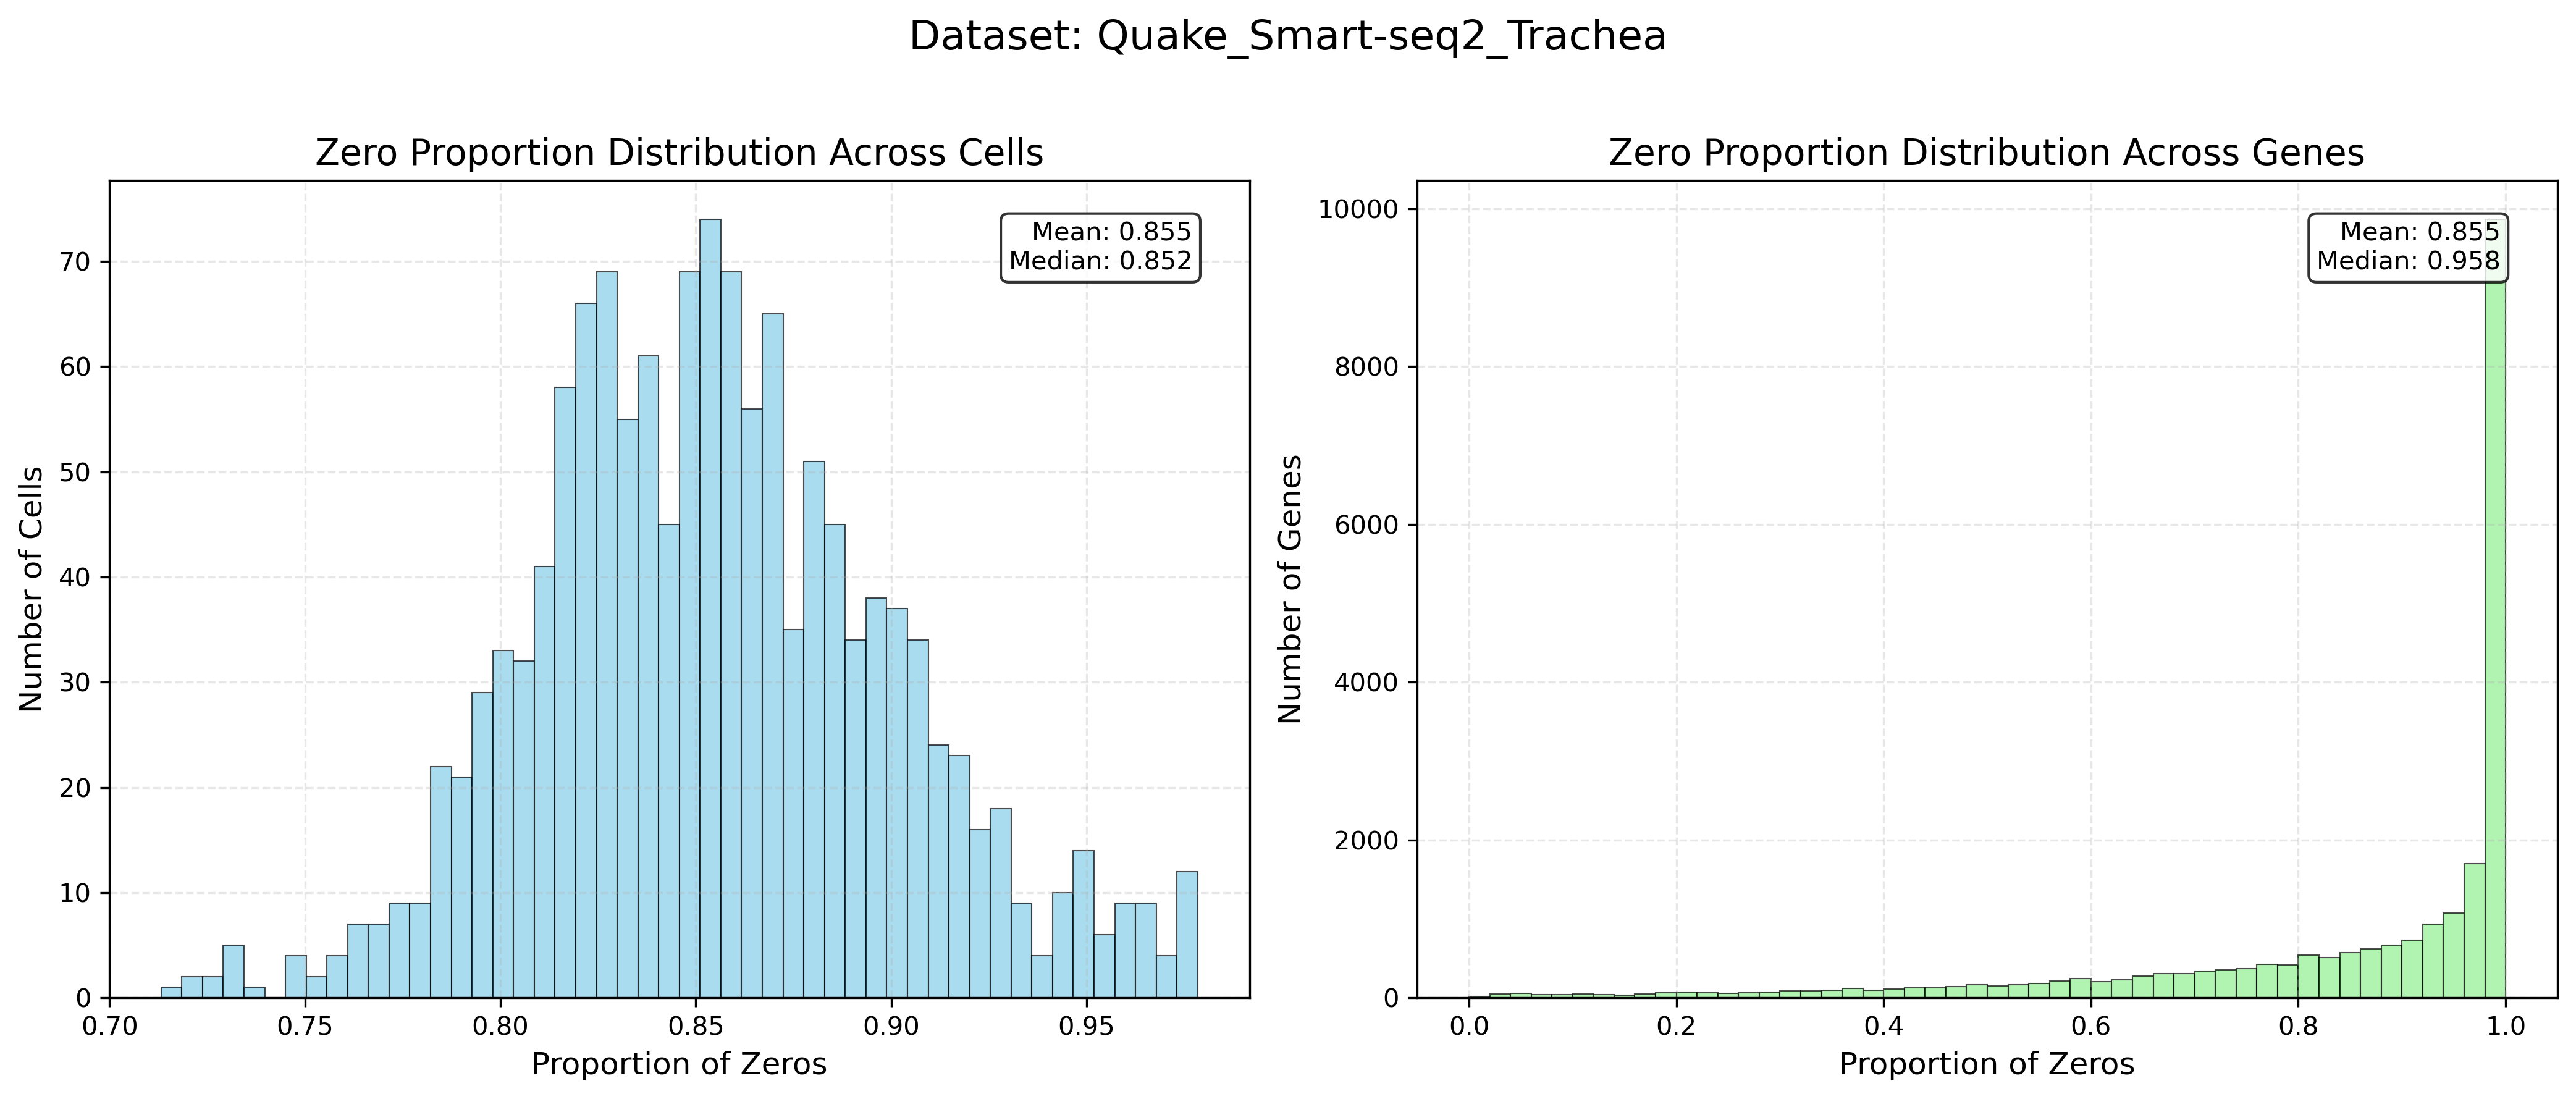 Dataset: Quake_Smart-seq2_Trachea
Zero Proportion Distribution Across Cells
Mean: 0.855
Median: 0.852
Number of Cells
70
60
50
40
30
20
10
0
0.70 0.75 0.80 0.85 0.90 0.95
Proportion of Zeros
Zero Proportion Distribution Across Genes
Mean: 0.855
Median: 0.958
Number of Genes
10000
8000
6000
4000
2000
0
0.0 0.2 0.4 0.6 0.8 1.0
Proportion of Zeros